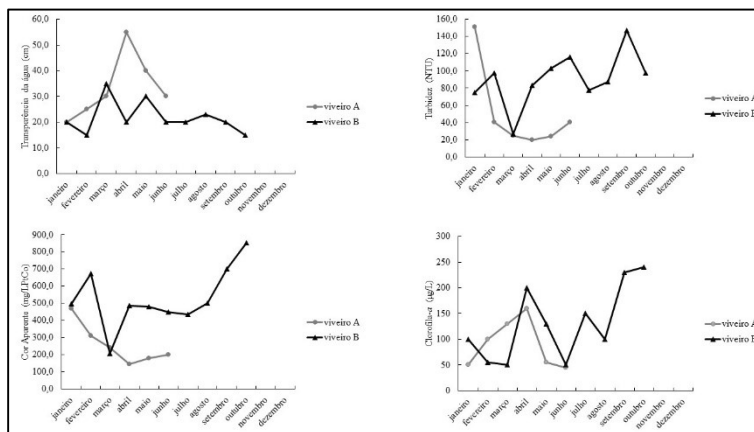 Transparência da água (cm)
60,0
50,0
40,0
30,0
20,0
10,0
0,0
janeiro
fevereiro
março
abril
maio
junho
julho
agosto
setembro
outubro
novembro
dezembro
viveiro A
viveiro B
Turbidez (NTU)
160,0
140,0
120,0
100,0
80,0
60,0
40,0
20,0
0,0
janeiro
fevereiro
março
abril
maio
junho
julho
agosto
setembro
outubro
novembro
dezembro
viveiro A
viveiro B
Cor Aparente (mg/LPtCo)
900,0
800,0
700,0
600,0
500,0
400,0
300,0
200,0
100,0
0,0
janeiro
fevereiro
março
abril
maio
junho
julho
agosto
setembro
outubro
novembro
dezembro
viveiro A
viveiro B
Clorofila-a (µg/L)
300
250
200
150
100
50
0
janeiro
fevereiro
março
abril
maio
junho
julho
agosto
setembro
outubro
novembro
dezembro
viveiro A
viveiro B